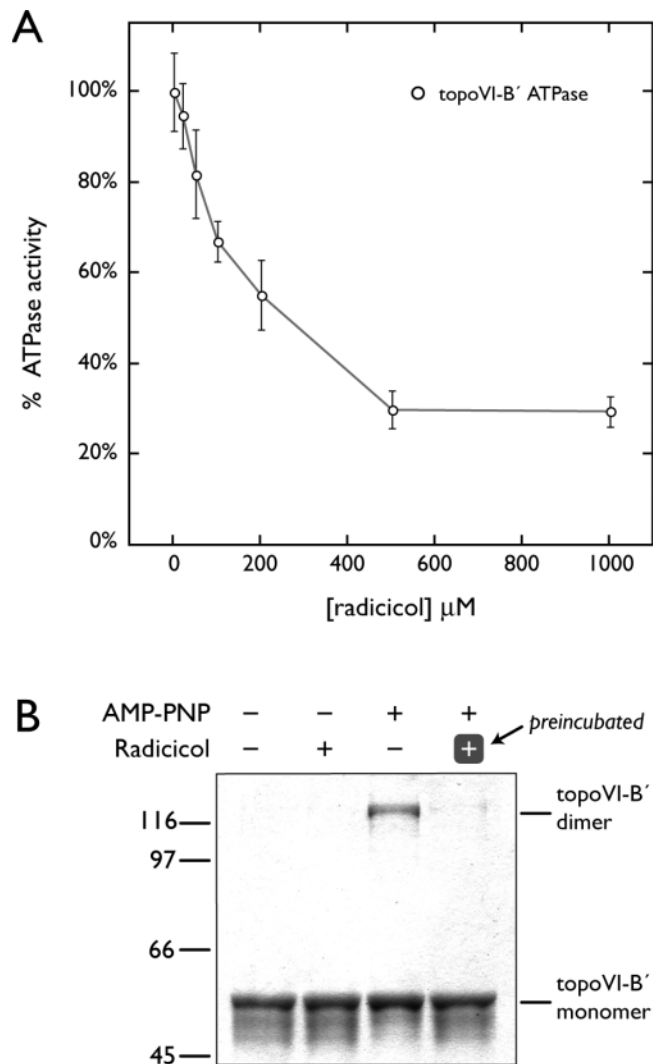 A
100%
80%
60%
40%
20%
0%
% ATPase activity
topoVI-B′ ATPase
0 200 400 600 800 1000
[radicicol] μM
B
AMP-PNP – – + +
Radicicol – + – +
preincubated
116
97
66
45
topoVI-B′
dimer
topoVI-B′
monomer